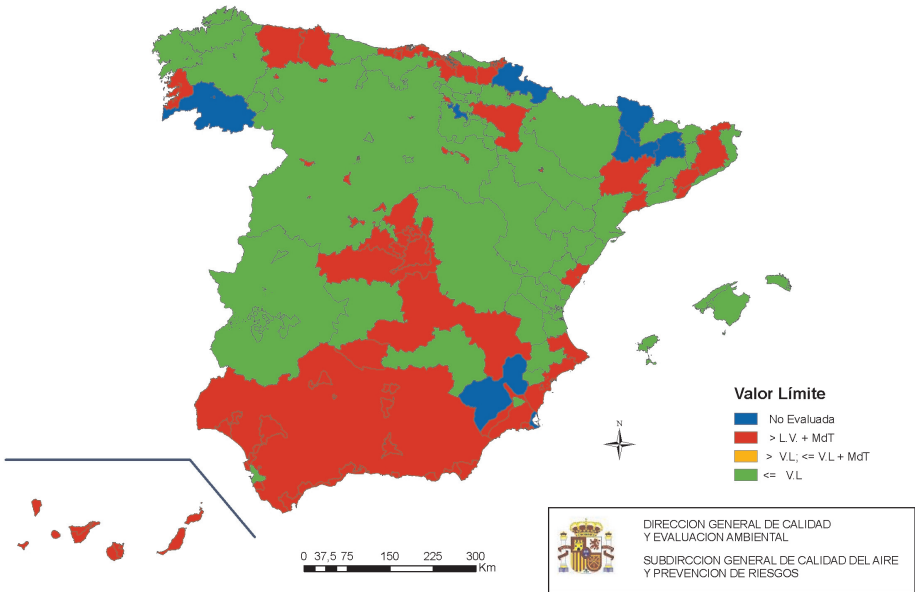 Valor Límite
No Evaluada
> L.V. + MdT
> V.L; <= V.L + MdT
<= V.L
N
0 37,5 75 150 225 300
Km
DIRECCION GENERAL DE CALIDAD
Y EVALUACION AMBIENTAL
SUBDIRCCION GENERAL DE CALIDAD DEL AIRE
Y PREVENCION DE RIESGOS